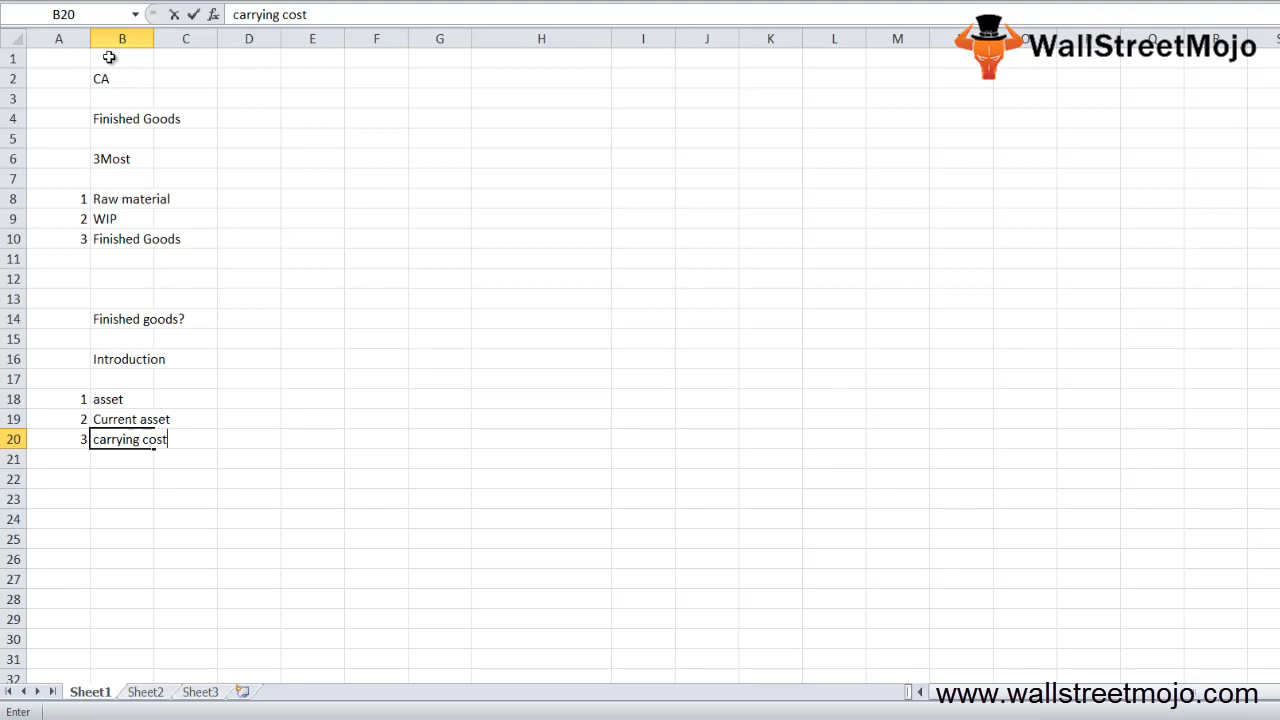 B20 carrying cost
WallStreetMojo
A B C D E F G H I J K L M
1
2 CA
3
4 Finished Goods
5
6 3Most
7
8 1 Raw material
9 2 WIP
10 3 Finished Goods
11
12
13
14 Finished goods?
15
16 Introduction
17
18 1 asset
19 2 Current asset
20 3 carrying cost
21
22
23
24
25
26
27
28
29
30
31
32
Sheet1 Sheet2 Sheet3
www.wallstreetmojo.com
Enter